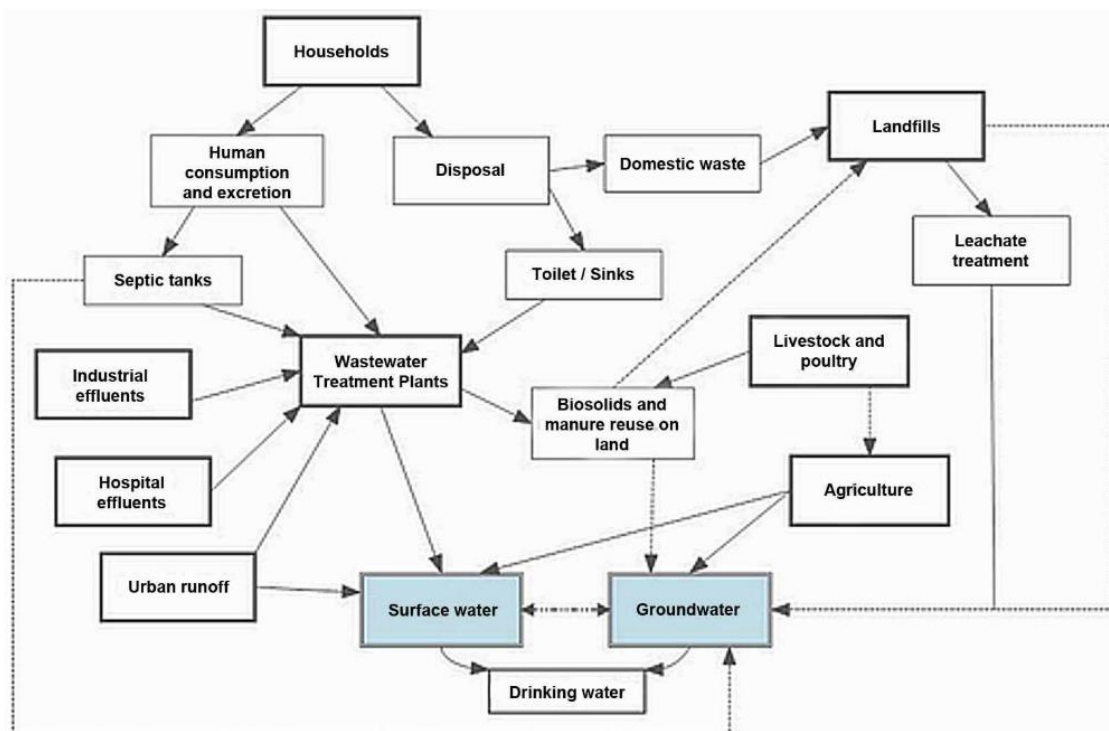 Households
Landfills
Human
consumption
and excretion
Disposal
Domestic waste
Leachate
treatment
Septic tanks
Toilet / Sinks
Livestock and
poultry
Wastewater
Treatment Plants
Industrial
effluents
Biosolids and
manure reuse on
land
Hospital
effluents
Agriculture
Urban runoff
Surface water
Groundwater
Drinking water